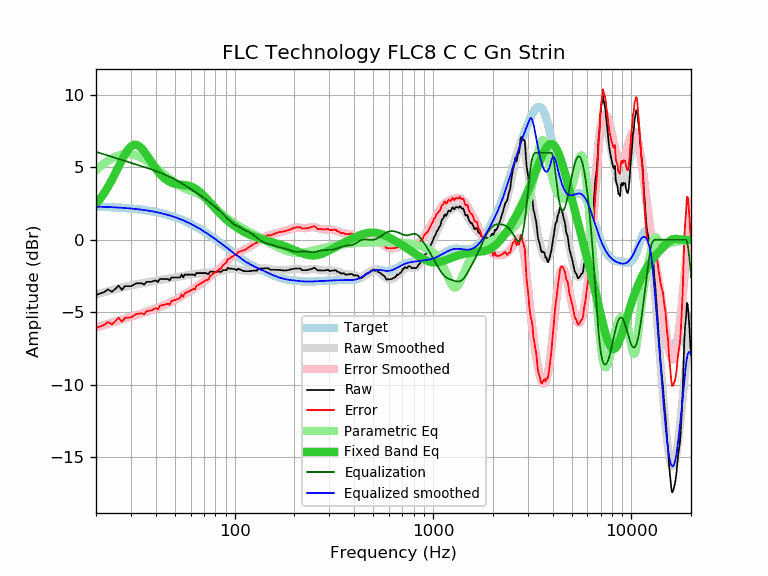 FLC Technology FLC8 C C Gn Strin
10
5
0
−5
−10
−15
Amplitude (dBr)
Target
Raw Smoothed
Error Smoothed
Raw
Error
Parametric Eq
Fixed Band Eq
Equalization
Equalized smoothed
100
1000
10000
Frequency (Hz)